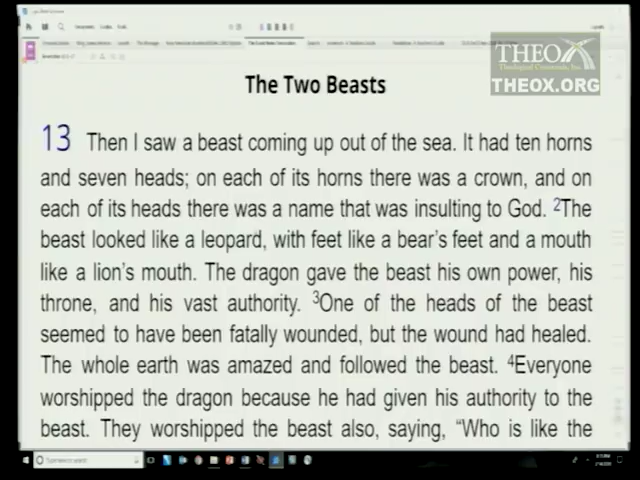 THEOX
Theological Crossroads, Inc.
THEOX.ORG
The Two Beasts
13 Then I saw a beast coming up out of the sea. It had ten horns
and seven heads; on each of its horns there was a crown, and on
each of its heads there was a name that was insulting to God. 2The
beast looked like a leopard, with feet like a bear's feet and a mouth
like a lion's mouth. The dragon gave the beast his own power, his
throne, and his vast authority. 3One of the heads of the beast
seemed to have been fatally wounded, but the wound had healed.
The whole earth was amazed and followed the beast. 4Everyone
worshipped the dragon because he had given his authority to the
beast. They worshipped the beast also, saying, “Who is like the